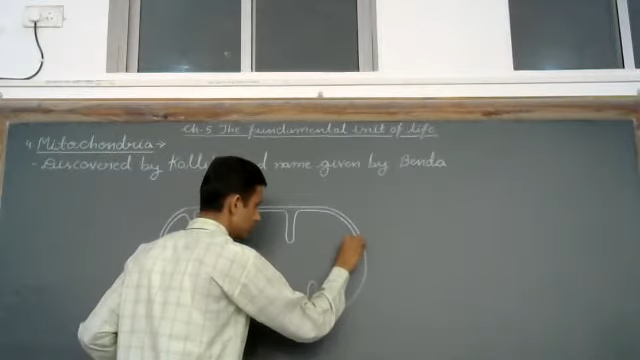 Ch-5 The fundamental unit of life
4) Mitochondria →
- Discovered by name given by Benda